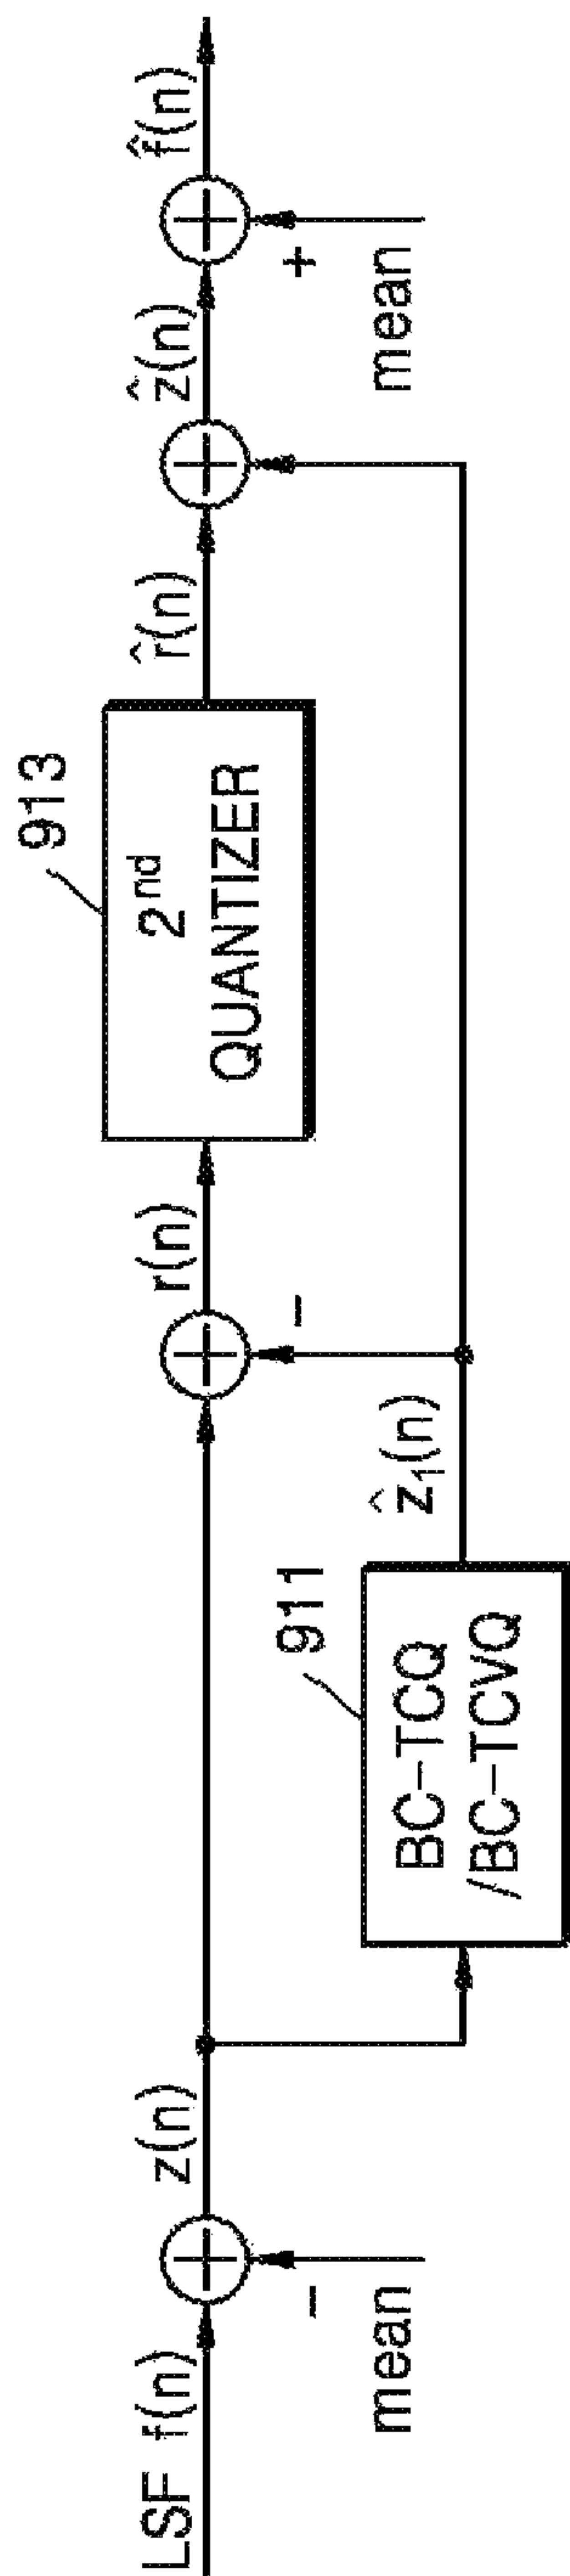 LSF f(n)
mean
−
z(n)
BC-TCQ
/BC-TCVQ
911
ẑ₁(n)
−
r(n)
2nd
QUANTIZER
913
r̂(n)
ẑ(n)
+
mean
f̂(n)